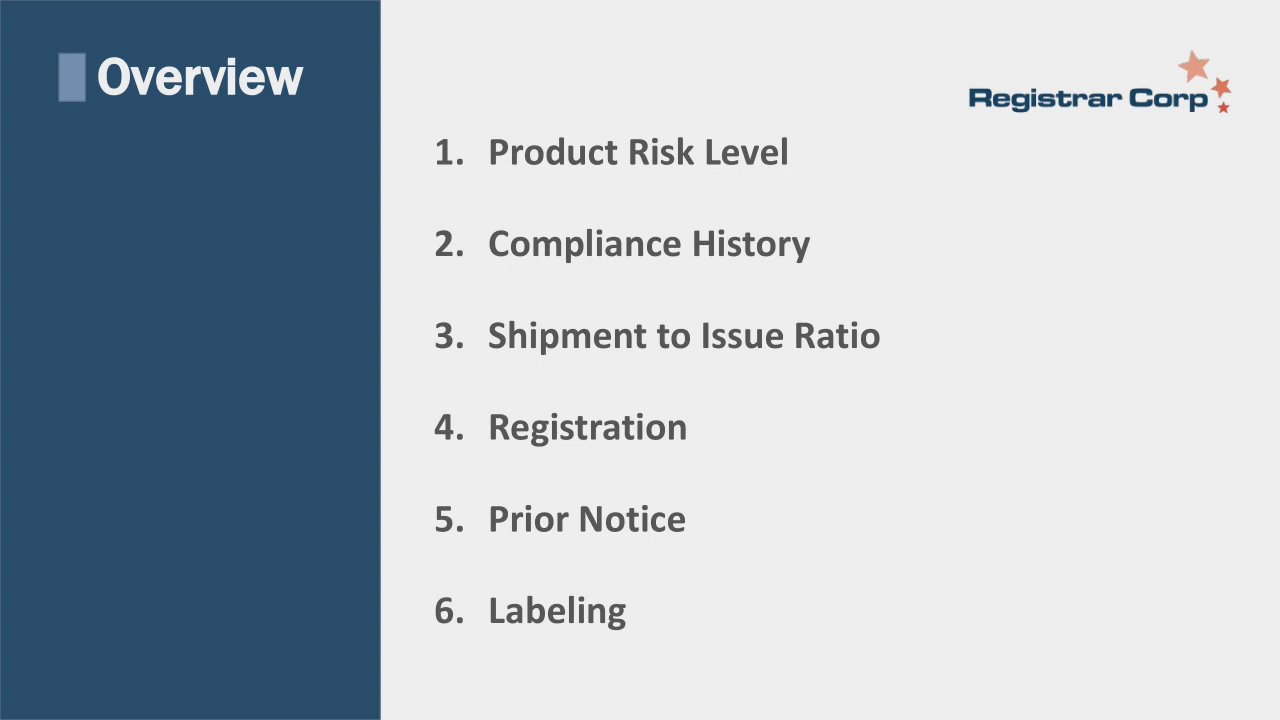 Overview
Registrar Corp
1. Product Risk Level
2. Compliance History
3. Shipment to Issue Ratio
4. Registration
5. Prior Notice
6. Labeling